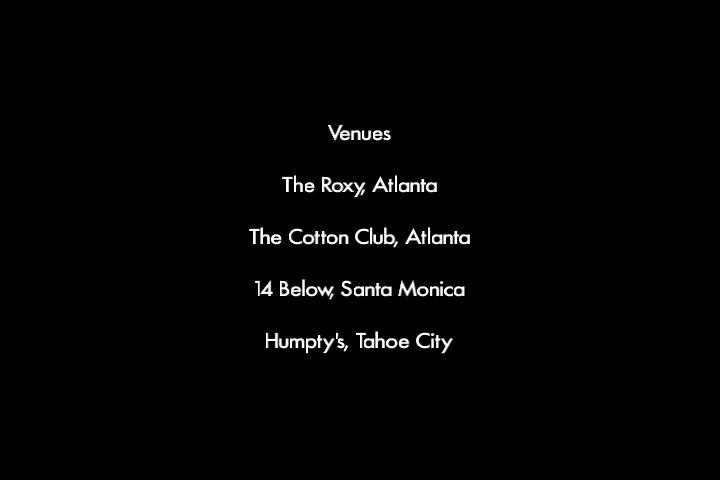 Venues
The Roxy, Atlanta
The Cotton Club, Atlanta
14 Below, Santa Monica
Humpty's, Tahoe City